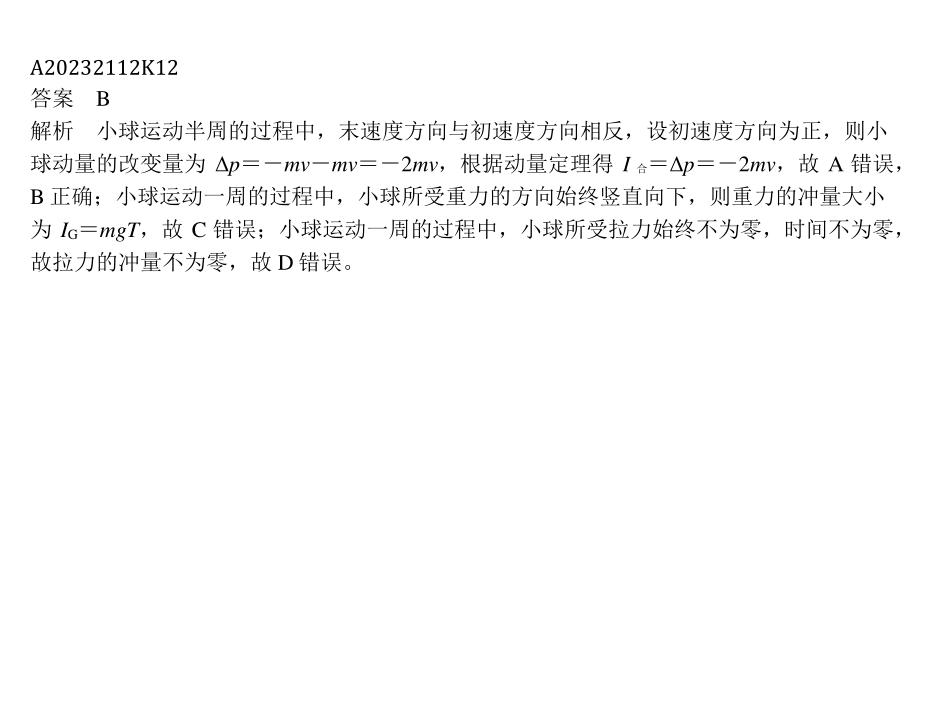 A20232112K12
答案 B
解析 小球运动半周的过程中，末速度方向与初速度方向相反，设初速度方向为正，则小
球动量的改变量为 Δp＝－mv－mv＝－2mv，根据动量定理得 I合＝Δp＝－2mv，故 A 错误，
B 正确；小球运动一周的过程中，小球所受重力的方向始终竖直向下，则重力的冲量大小
为 IG＝mgT，故 C 错误；小球运动一周的过程中，小球所受拉力始终不为零，时间不为零，
故拉力的冲量不为零，故 D 错误。